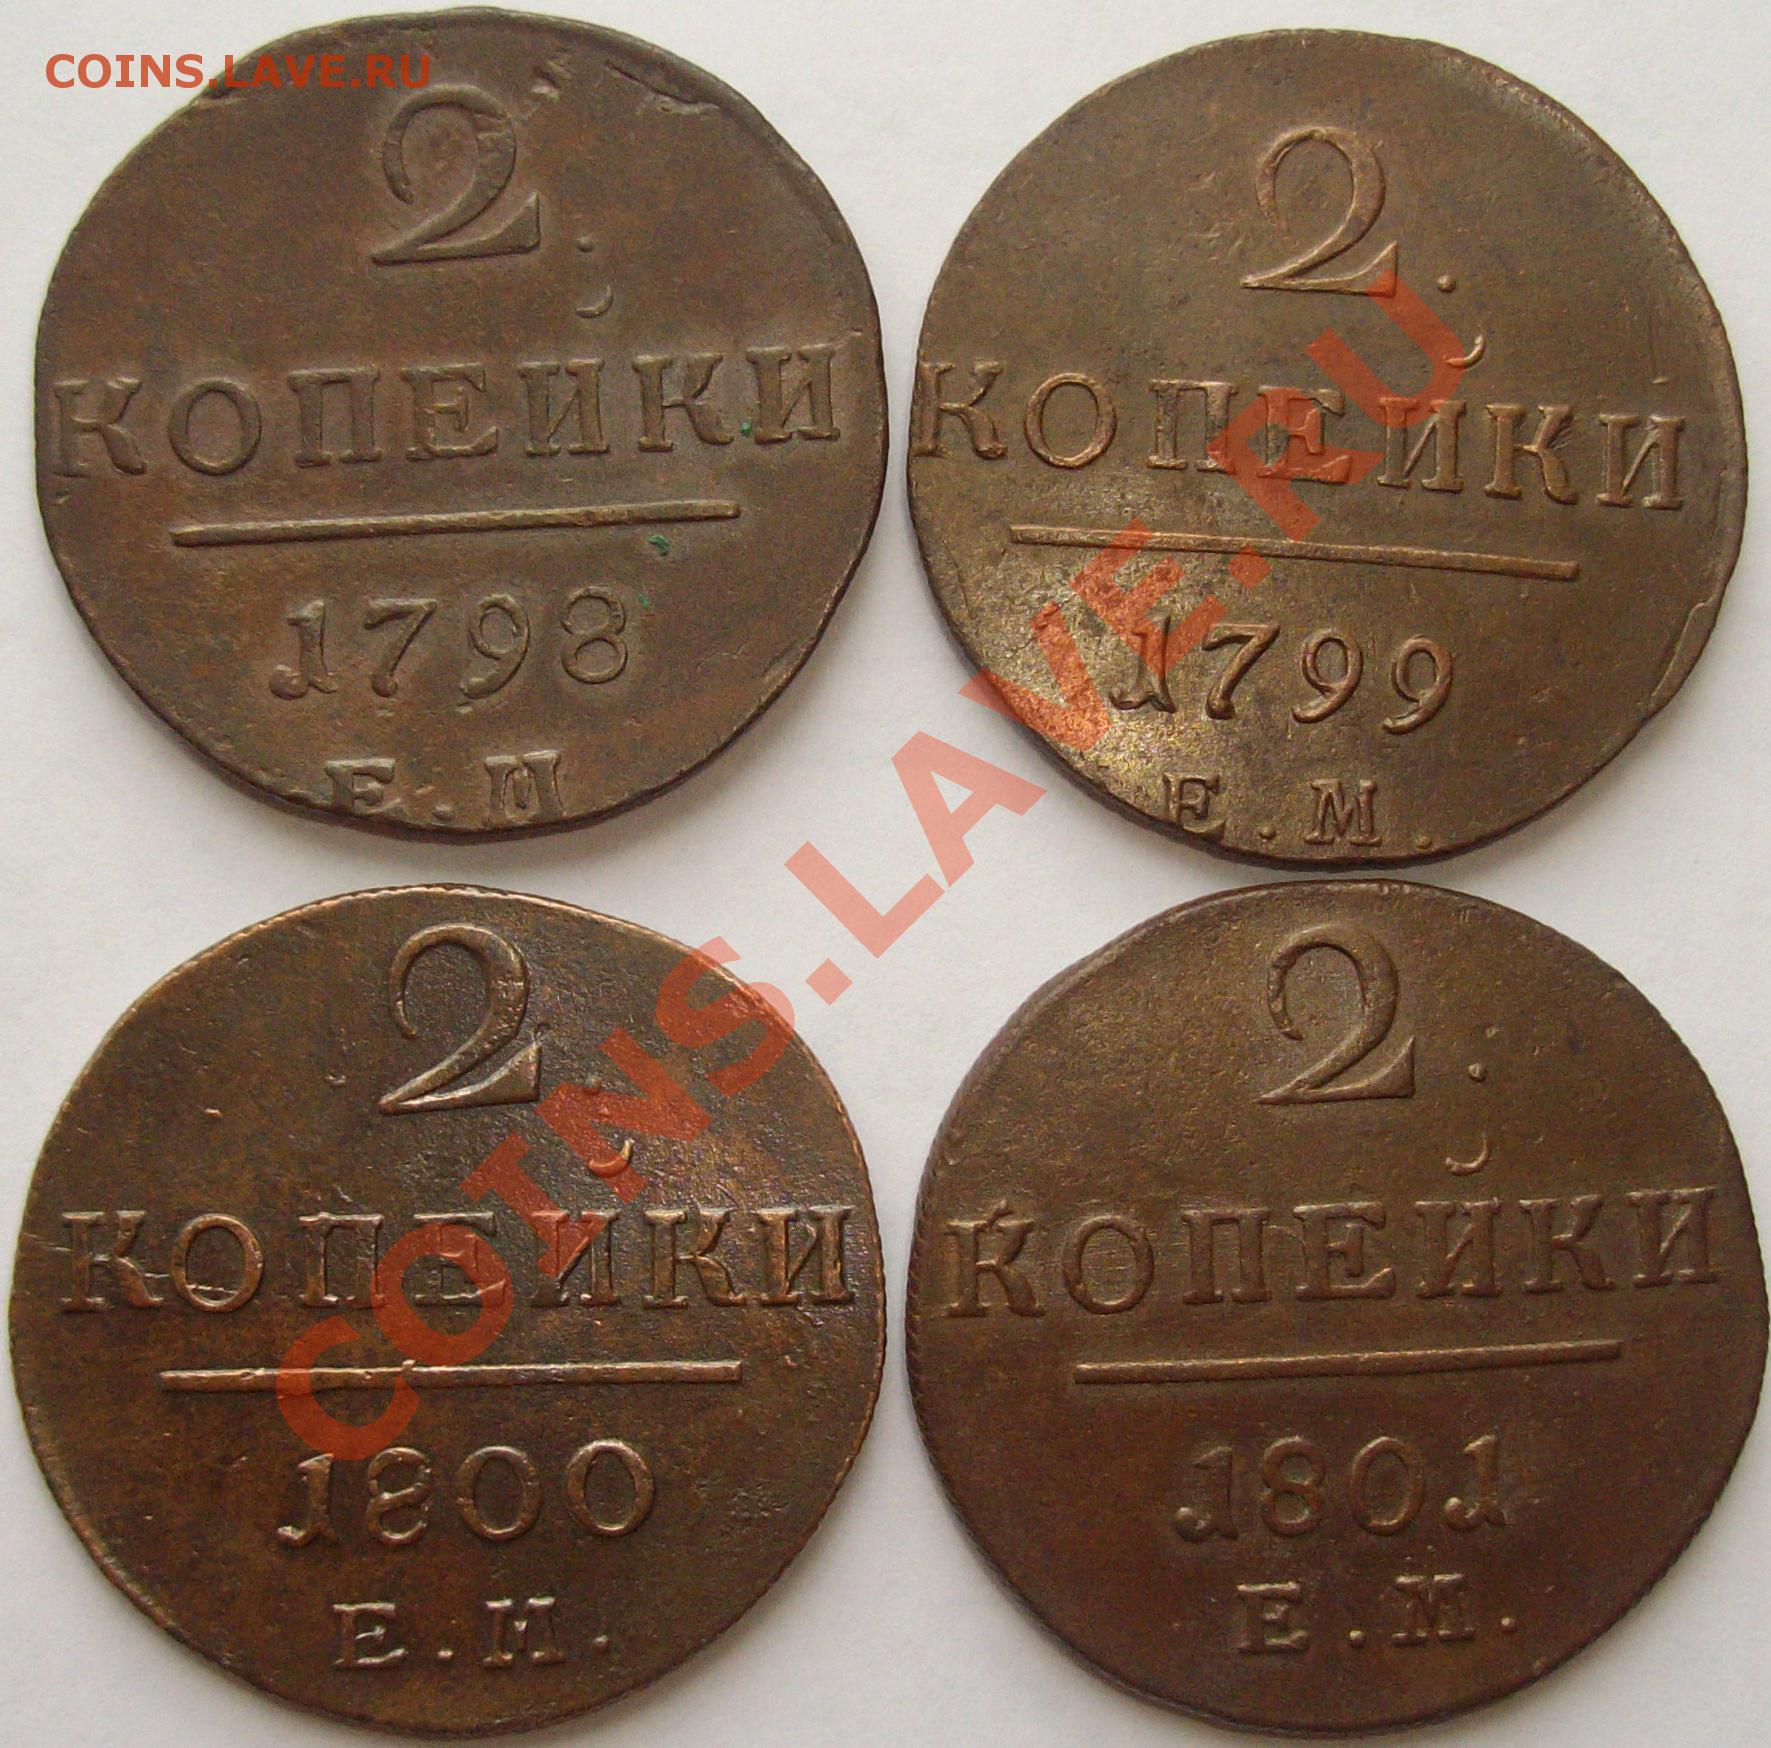 COINS.LAVE.RU
2.
КОПЕЙКИ
1798
Е.М
2.
КОПЕЙКИ
1799
Е.М.
COINS.LAVE.RU
2.
КОПЕЙКИ
1800
Е.М.
2.
КОПЕЙКИ
1801
Е.М.